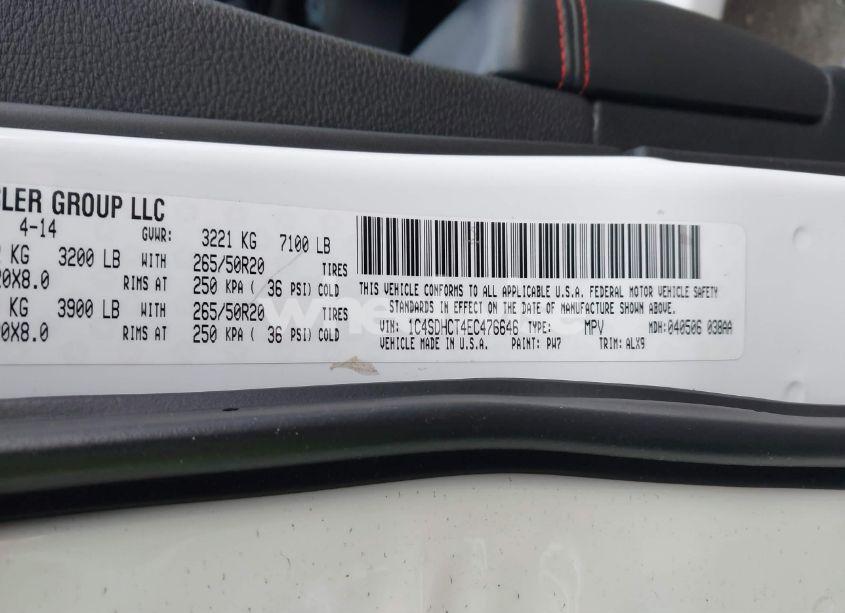 LER GROUP LLC
4-14 GVWR: 3221 KG 7100 LB
KG 3200 LB WITH 265/50R20 TIRES
20X8.0 RIMS AT 250 KPA ( 36 PSI) COLD
KG 3900 LB WITH 265/50R20 TIRES
20X8.0 RIMS AT 250 KPA ( 36 PSI) COLD
THIS VEHICLE CONFORMS TO ALL APPLICABLE U.S.A. FEDERAL MOTOR VEHICLE SAFETY
STANDARDS IN EFFECT ON THE DATE OF MANUFACTURE SHOWN ABOVE.
VIN: 1C4SDHCT4EC476646 TYPE: MPV MDH:040506 038AA
VEHICLE MADE IN U.S.A. PAINT: PW7 TRIM: ALX9